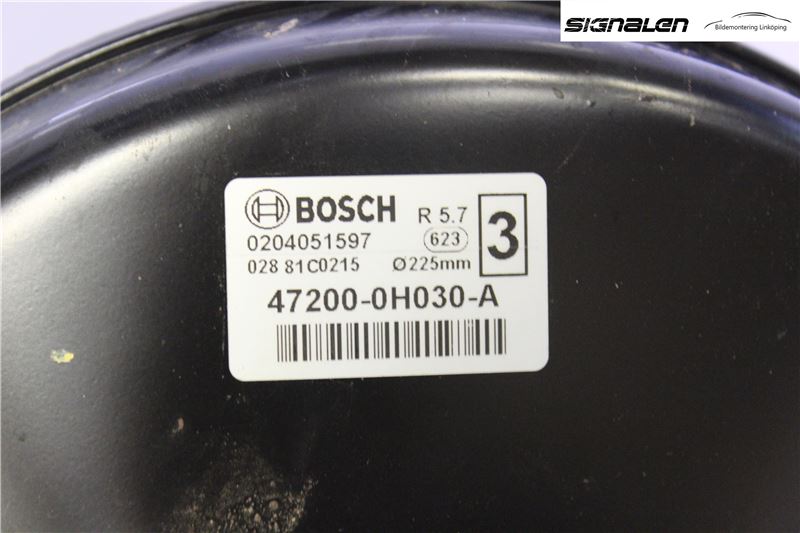 SIGNALEN
Bildemontering Linköping
BOSCH R 5.7 3
0204051597 623
028 81C0215 Ø225mm
47200-0H030-A